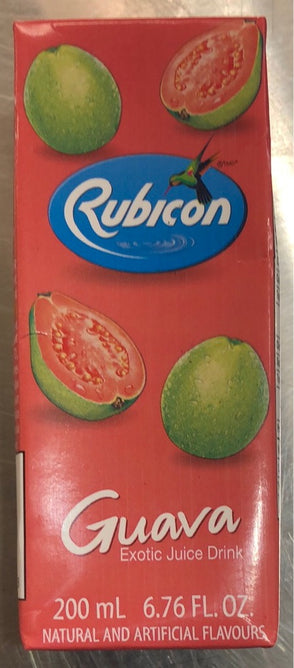 Rubicon
Guava
Exotic Juice Drink
200 mL 6.76 FL. OZ.
NATURAL AND ARTIFICIAL FLAVOURS